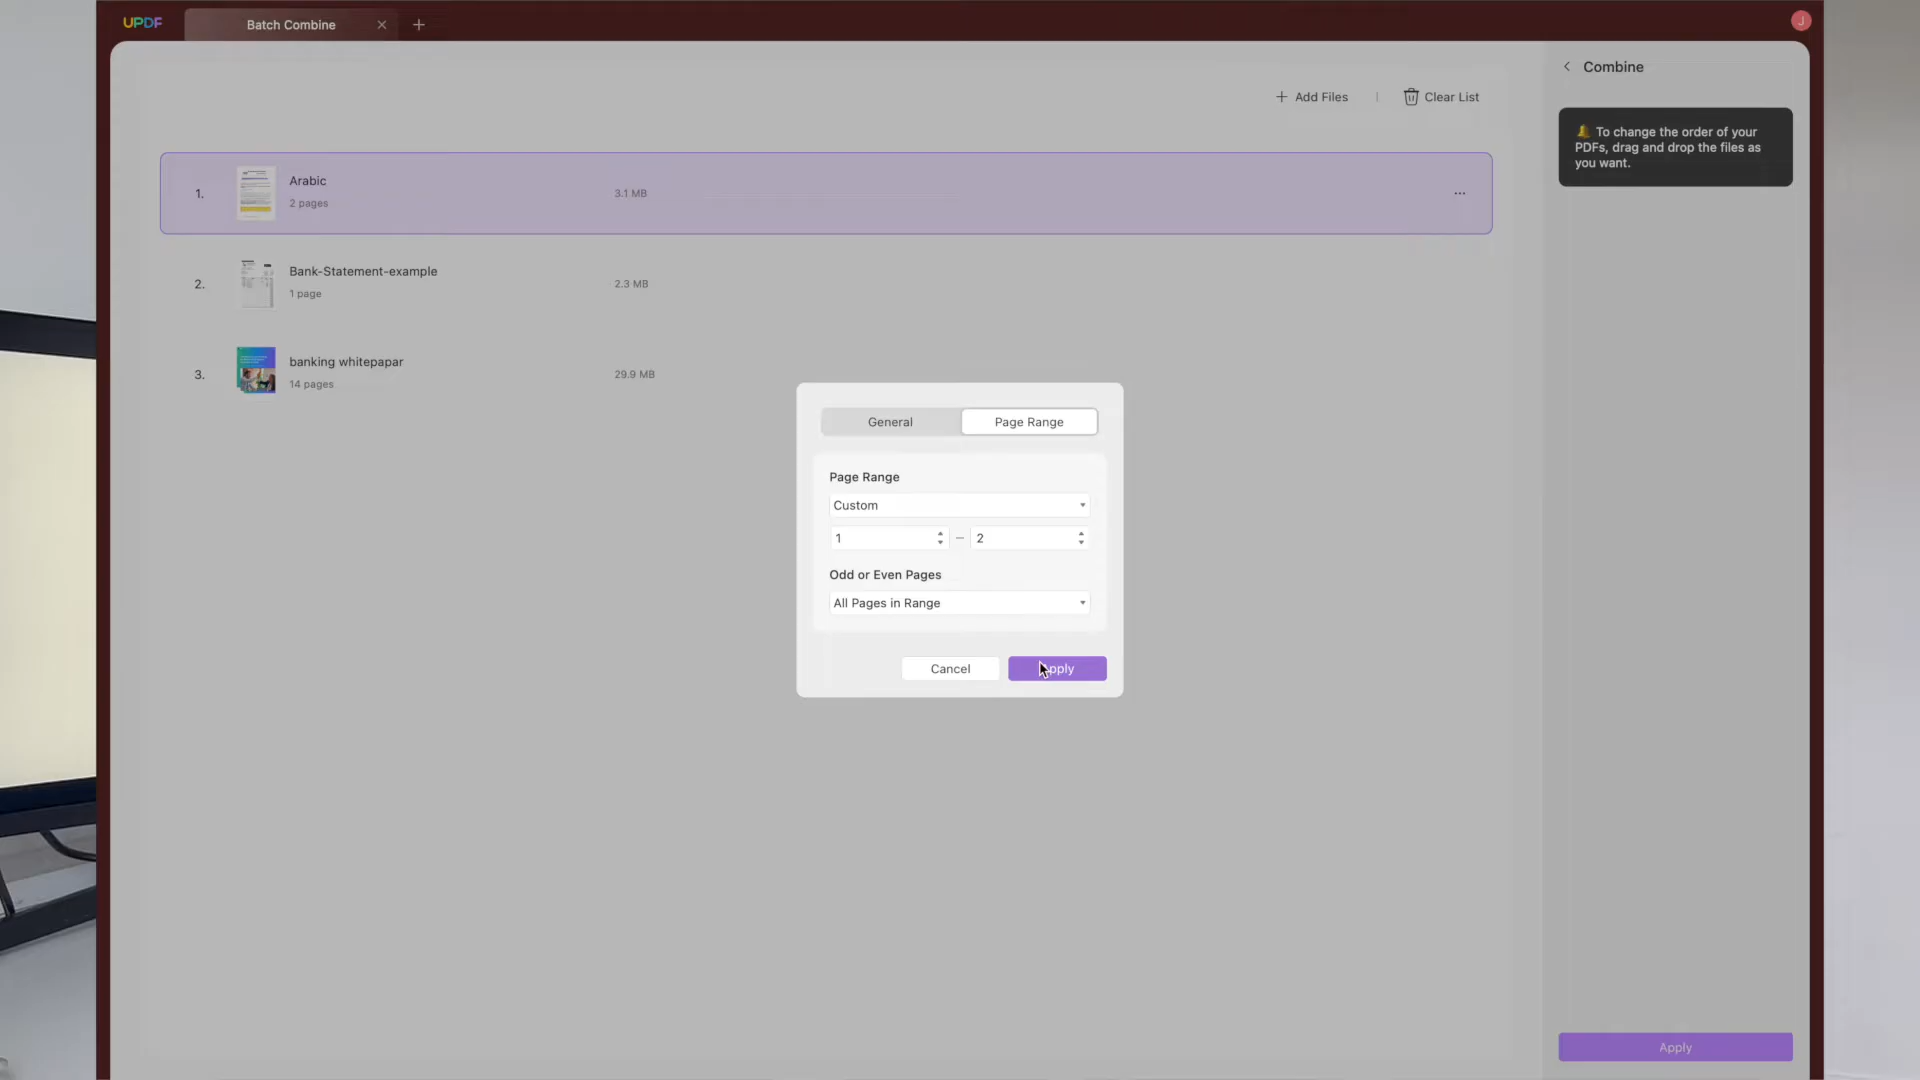 UPDF
Batch Combine
J
Combine
Add Files
Clear List
To change the order of your
PDFs, drag and drop the files as
you want.
1.
Arabic
2 pages
3.1 MB
2.
Bank-Statement-example
1 page
2.3 MB
3.
banking whitepapar
14 pages
29.9 MB
General
Page Range
Page Range
Custom
1 – 2
Odd or Even Pages
All Pages in Range
Cancel
Apply
Apply